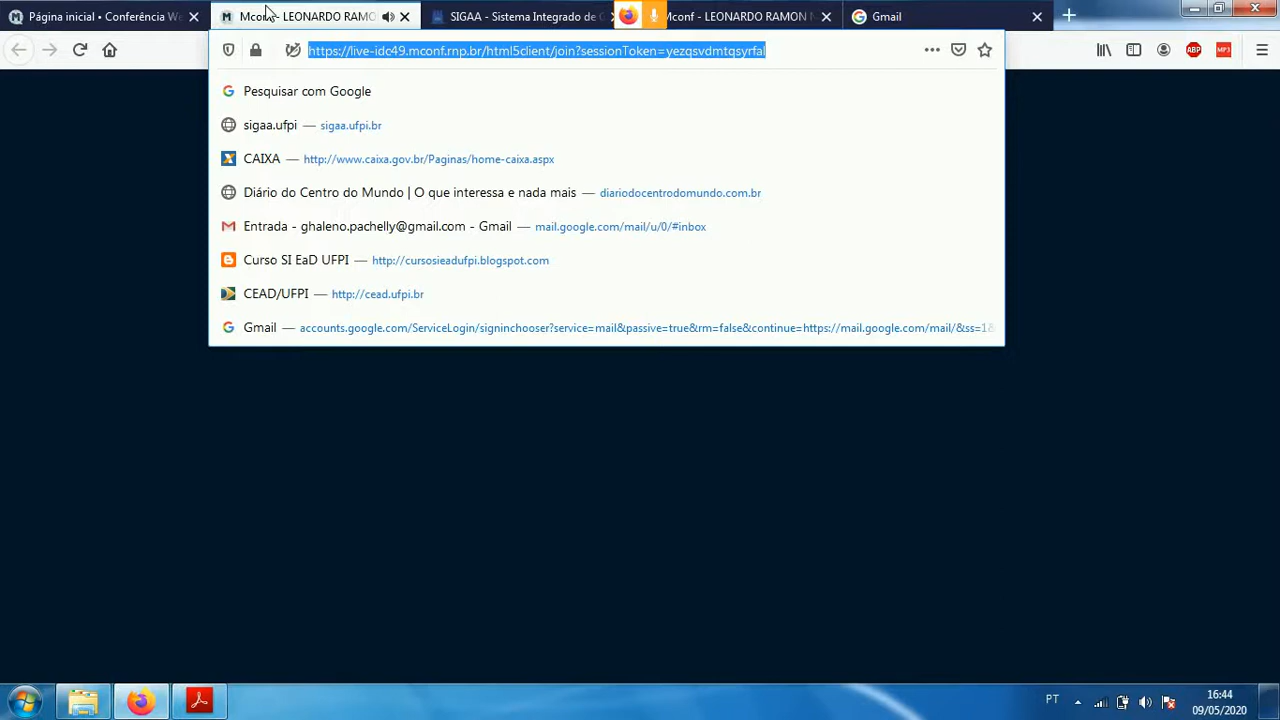 Página inicial • Conferência We
Mconf - LEONARDO RAMO
SIGAA - Sistema Integrado de
Mconf - LEONARDO RAMON
Gmail
https://live-idc49.mconf.rnp.br/html5client/join?sessionToken=yezqsvdmtqsyrfal
ABP
MP3
Pesquisar com Google
sigaa.ufpi — sigaa.ufpi.br
CAIXA — http://www.caixa.gov.br/Paginas/home-caixa.aspx
Diário do Centro do Mundo | O que interessa e nada mais — diariodocentrodomundo.com.br
Entrada - ghaleno.pachelly@gmail.com - Gmail — mail.google.com/mail/u/0/#inbox
Curso SI EaD UFPI — http://cursosieadufpi.blogspot.com
CEAD/UFPI — http://cead.ufpi.br
Gmail — accounts.google.com/ServiceLogin/signinchooser?service=mail&passive=true&rm=false&continue=https://mail.google.com/mail/&ss=1&
PT
16:44
09/05/2020